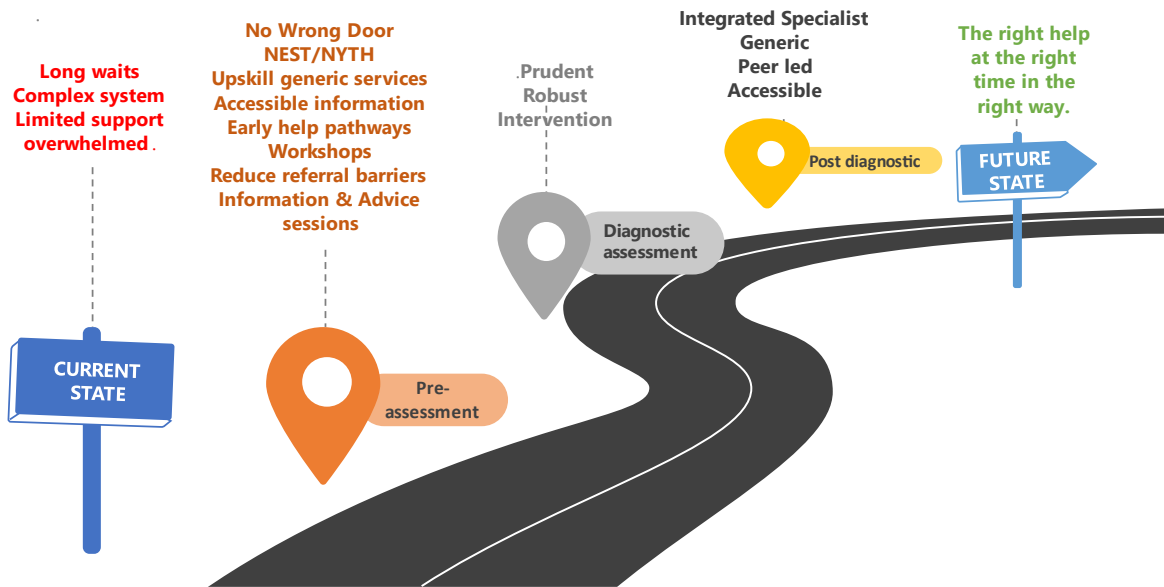 Long waits
Complex system
Limited support
overwhelmed .
CURRENT
STATE
No Wrong Door
NEST/NYTH
Upskill generic services
Accessible information
Early help pathways
Workshops
Reduce referral barriers
Information & Advice
sessions
Pre-
assessment
.Prudent
Robust
Intervention
Diagnostic
assessment
Integrated Specialist
Generic
Peer led
Accessible
Post diagnostic
The right help
at the right
time in the
right way.
FUTURE
STATE